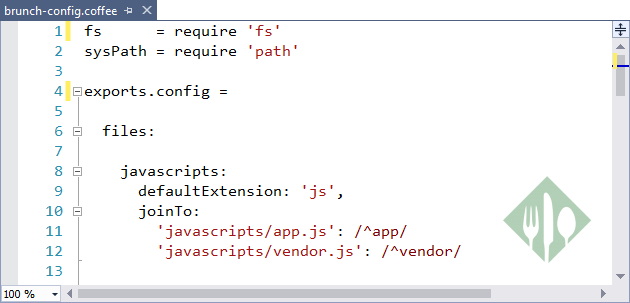 brunch-config.coffee
1 fs      = require 'fs'
2 sysPath = require 'path'
3
4 exports.config =
5
6   files:
7
8     javascripts:
9       defaultExtension: 'js',
10       joinTo:
11         'javascripts/app.js': /^app/
12         'javascripts/vendor.js': /^vendor/
13
100 %